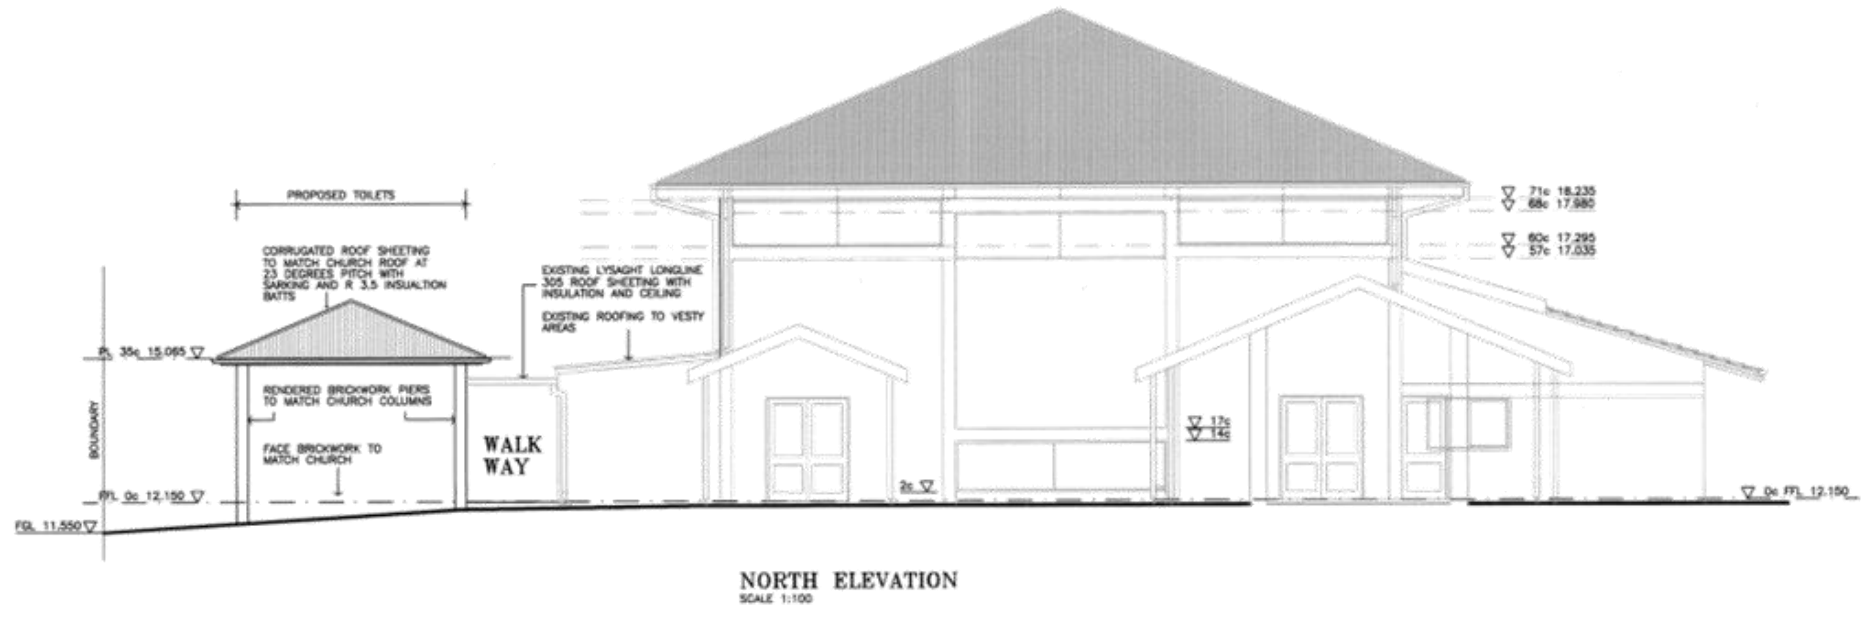 PROPOSED TOILETS
CORRUGATED ROOF SHEETING
TO MATCH CHURCH ROOF AT
23 DEGREES PITCH WITH
SARKING AND R 3.5 INSUALTION
BATTS
EXISTING LYSAGHT LONGLINE
305 ROOF SHEETING WITH
INSULATION AND CEILING
EXISTING ROOFING TO VESTY
AREAS
71c 18.235
68c 17.980
60c 17.295
57c 17.035
PL 35c 15.065
RENDERED BRICKWORK PIERS
TO MATCH CHURCH COLUMNS
BOUNDARY
FACE BRICKWORK TO
MATCH CHURCH
WALK
WAY
17c
14c
2c
FFL 0c 12.150
0c FFL 12.150
FGL 11.550
NORTH ELEVATION
SCALE 1:100